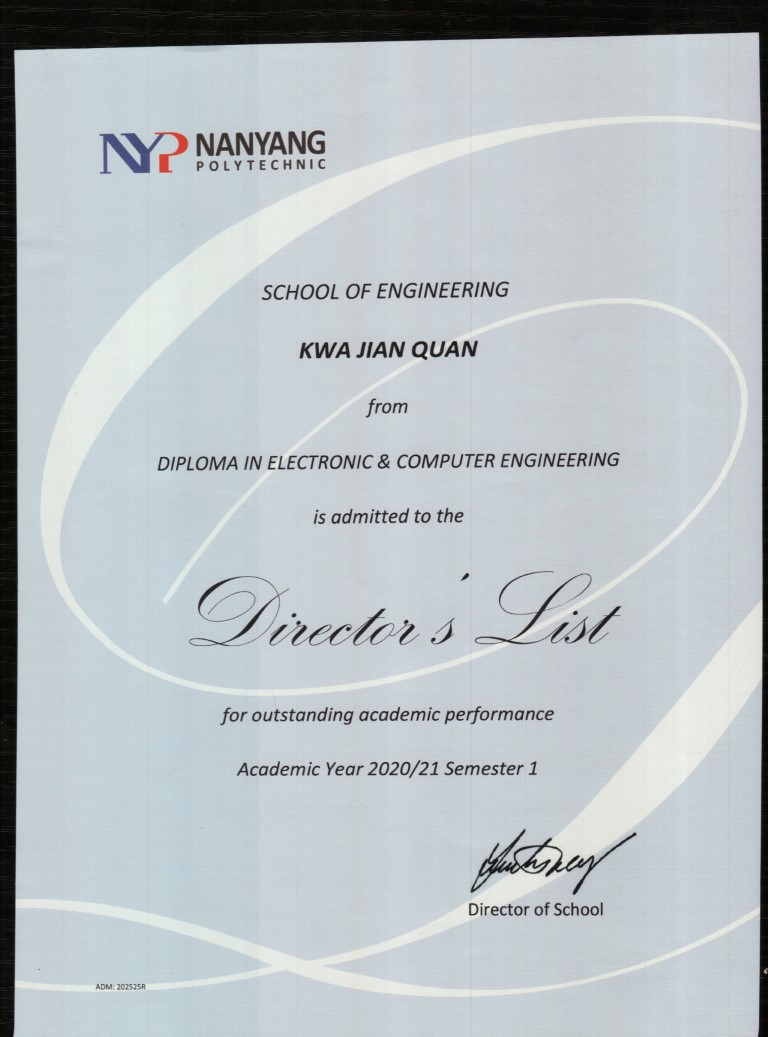 NYP NANYANG
POLYTECHNIC
SCHOOL OF ENGINEERING
KWA JIAN QUAN
from
DIPLOMA IN ELECTRONIC & COMPUTER ENGINEERING
is admitted to the
Director's List
for outstanding academic performance
Academic Year 2020/21 Semester 1
Director of School
ADM: 202525R